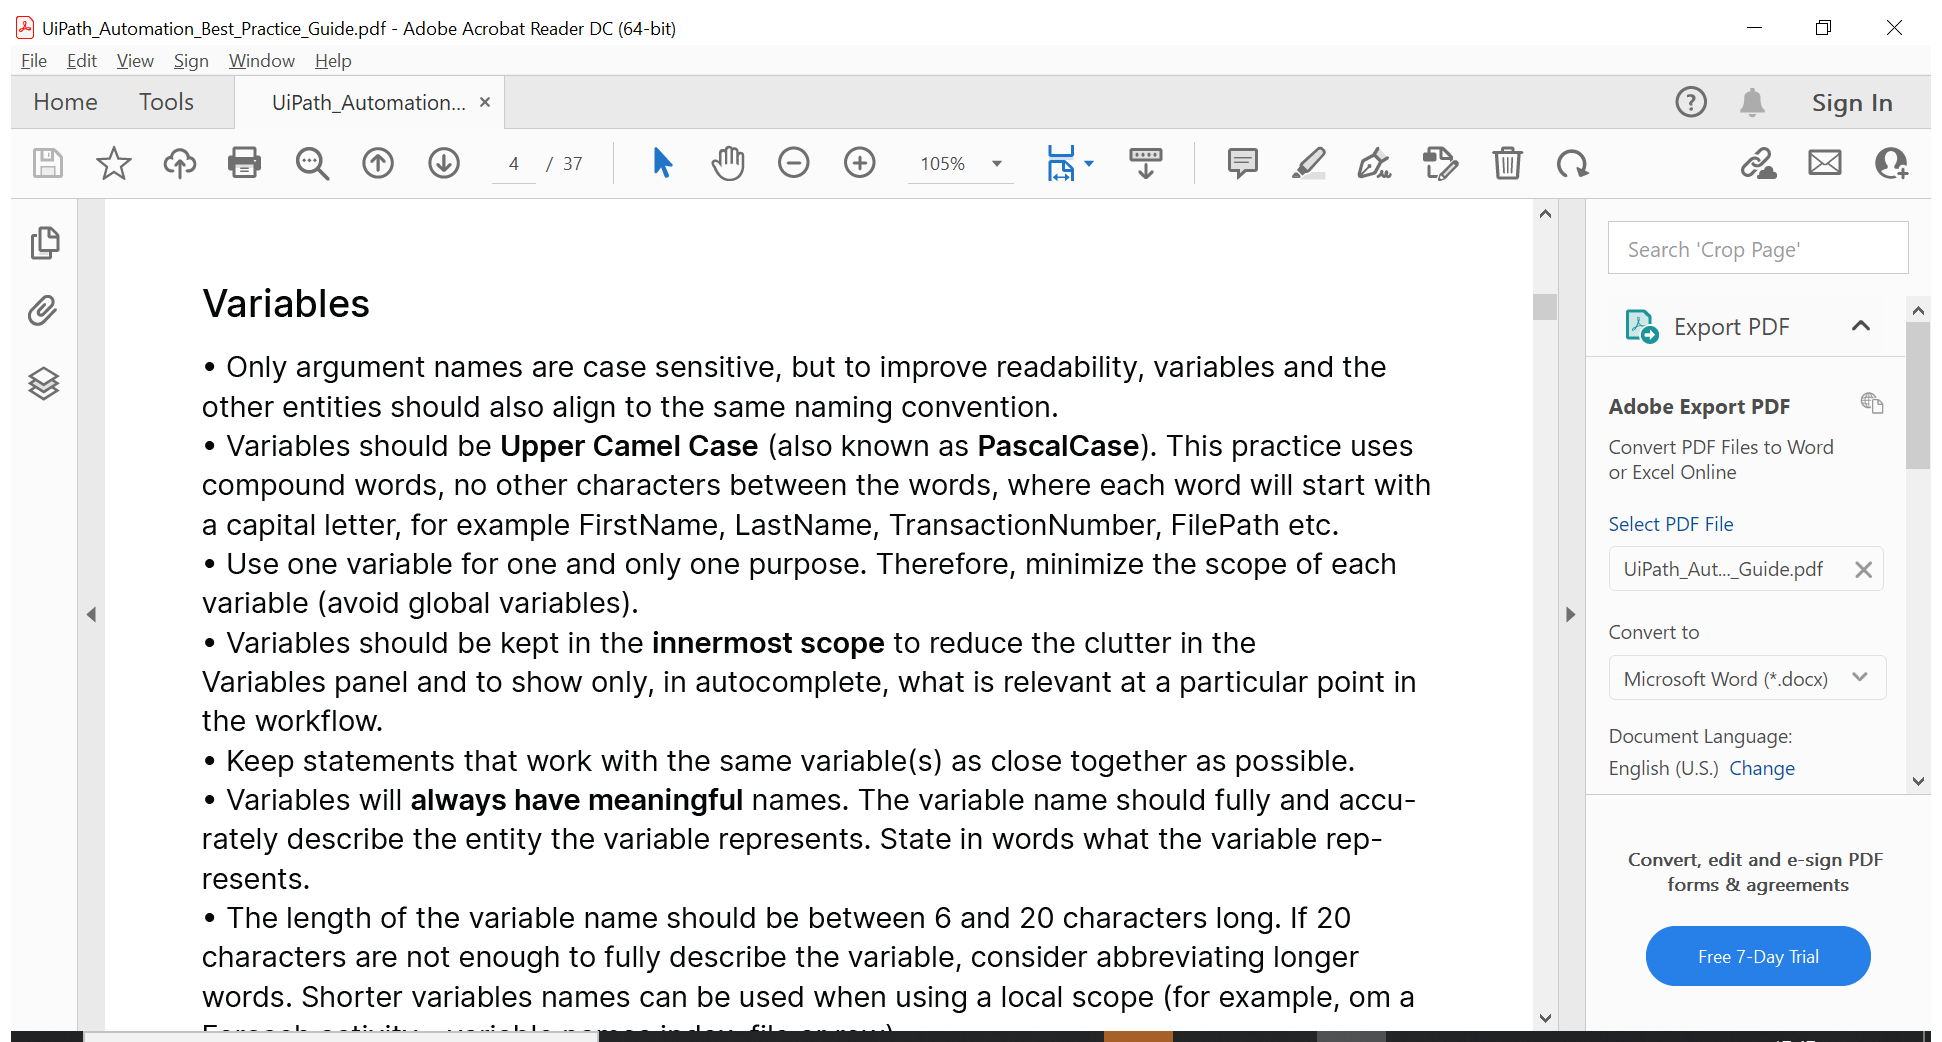 UiPath_Automation_Best_Practice_Guide.pdf - Adobe Acrobat Reader DC (64-bit)
File Edit View Sign Window Help
Home Tools UiPath_Automation... × Sign In
4 / 37 105%
Variables
• Only argument names are case sensitive, but to improve readability, variables and the
other entities should also align to the same naming convention.
• Variables should be Upper Camel Case (also known as PascalCase). This practice uses
compound words, no other characters between the words, where each word will start with
a capital letter, for example FirstName, LastName, TransactionNumber, FilePath etc.
• Use one variable for one and only one purpose. Therefore, minimize the scope of each
variable (avoid global variables).
• Variables should be kept in the innermost scope to reduce the clutter in the
Variables panel and to show only, in autocomplete, what is relevant at a particular point in
the workflow.
• Keep statements that work with the same variable(s) as close together as possible.
• Variables will always have meaningful names. The variable name should fully and accu-
rately describe the entity the variable represents. State in words what the variable rep-
resents.
• The length of the variable name should be between 6 and 20 characters long. If 20
characters are not enough to fully describe the variable, consider abbreviating longer
words. Shorter variables names can be used when using a local scope (for example, om a
Foreach activity - variable names index, file or row)
Search 'Crop Page'
Export PDF
Adobe Export PDF
Convert PDF Files to Word
or Excel Online
Select PDF File
UiPath_Aut..._Guide.pdf
Convert to
Microsoft Word (*.docx)
Document Language:
English (U.S.) Change
Convert, edit and e-sign PDF
forms & agreements
Free 7-Day Trial